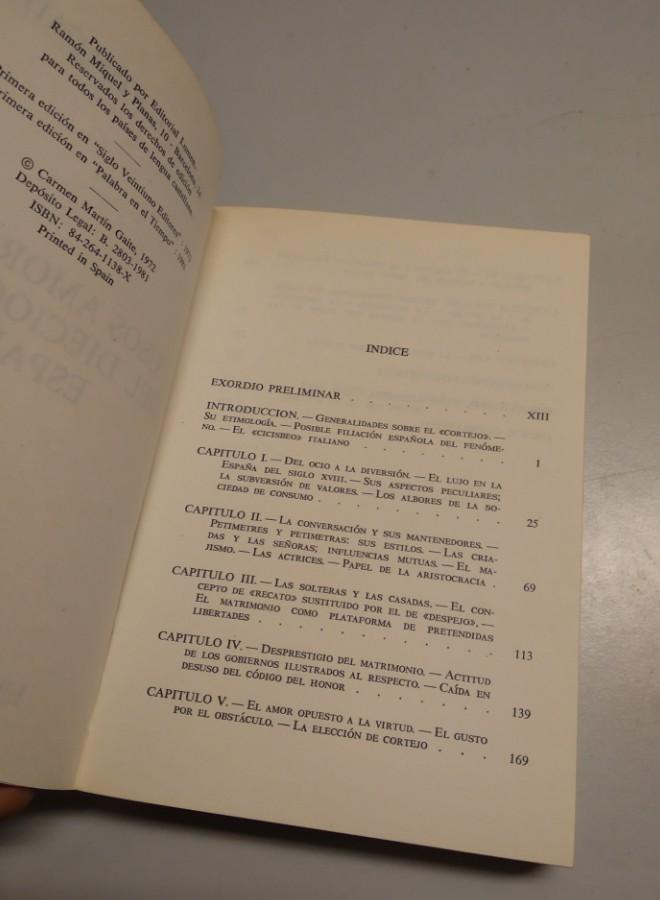 Publicado por Editorial
Ramón Miquel y Planas, 10 - Barcelona
Reservados los derechos de edición
para todos los países de lengua castellana
Primera edición en "Siglo Veintiuno Editores": 1972
Primera edición en "Palabra en el Tiempo": 1981
© Carmen Martín Gaite, 1972
Depósito Legal: B. 2803-1981
ISBN: 84-264-1138-X
Printed in Spain
INDICE
EXORDIO PRELIMINAR . . . . . . . . . XIII
INTRODUCCION. — GENERALIDADES SOBRE EL «CORTEJO». —
SU ETIMOLOGÍA. — POSIBLE FILIACIÓN ESPAÑOLA DEL FENÓME-
NO. — EL «CICISBEO» ITALIANO . . . . . . . 1
CAPITULO I. — DEL OCIO A LA DIVERSIÓN. — EL LUJO EN LA
ESPAÑA DEL SIGLO XVIII. — SUS ASPECTOS PECULIARES;
LA SUBVERSIÓN DE VALORES. — LOS ALBORES DE LA SO-
CIEDAD DE CONSUMO . . . . . . . . . 25
CAPITULO II. — LA CONVERSACIÓN Y SUS MANTENEDORES. —
PETIMETRES Y PETIMETRAS: SUS ESTILOS. — LAS CRIA-
DAS Y LAS SEÑORAS; INFLUENCIAS MUTUAS. — EL MA-
JISMO. — LAS ACTRICES. — PAPEL DE LA ARISTOCRACIA . 69
CAPITULO III. — LAS SOLTERAS Y LAS CASADAS. — EL CON-
CEPTO DE «RECATO» SUSTITUIDO POR EL DE «DESPEJO». —
EL MATRIMONIO COMO PLATAFORMA DE PRETENDIDAS
LIBERTADES . . . . . . . . . . . 113
CAPITULO IV. — DESPRESTIGIO DEL MATRIMONIO. — ACTITUD
DE LOS GOBIERNOS ILUSTRADOS AL RESPECTO. — CAÍDA EN
DESUSO DEL CÓDIGO DEL HONOR . . . . . . 139
CAPITULO V. — EL AMOR OPUESTO A LA VIRTUD. — EL GUSTO
POR EL OBSTÁCULO. — LA ELECCIÓN DE CORTEJO . . . 169